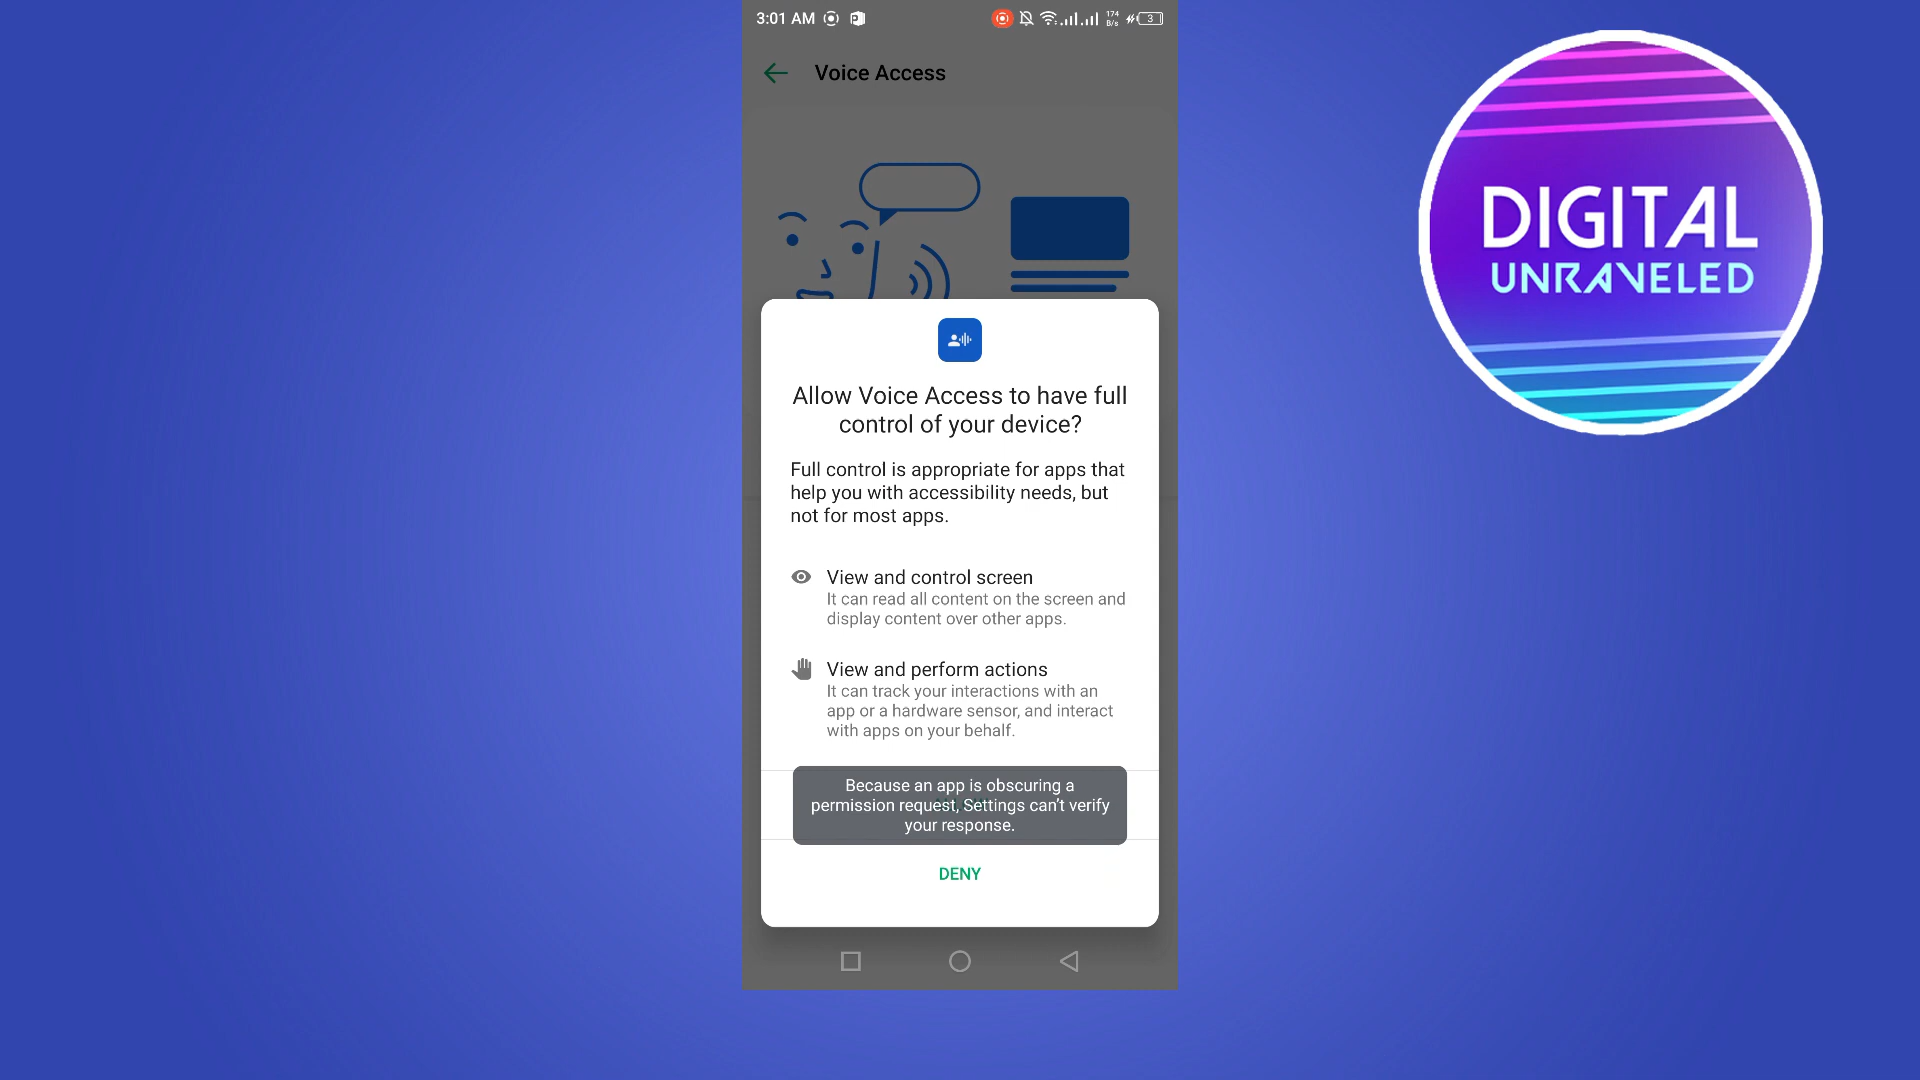 3:01 AM
174
B/s
3
Voice Access
DIGITAL
UNRAVELED
Allow Voice Access to have full
control of your device?
Full control is appropriate for apps that
help you with accessibility needs, but
not for most apps.
View and control screen
It can read all content on the screen and
display content over other apps.
View and perform actions
It can track your interactions with an
app or a hardware sensor, and interact
with apps on your behalf.
Because an app is obscuring a
permission request, Settings can't verify
your response.
DENY